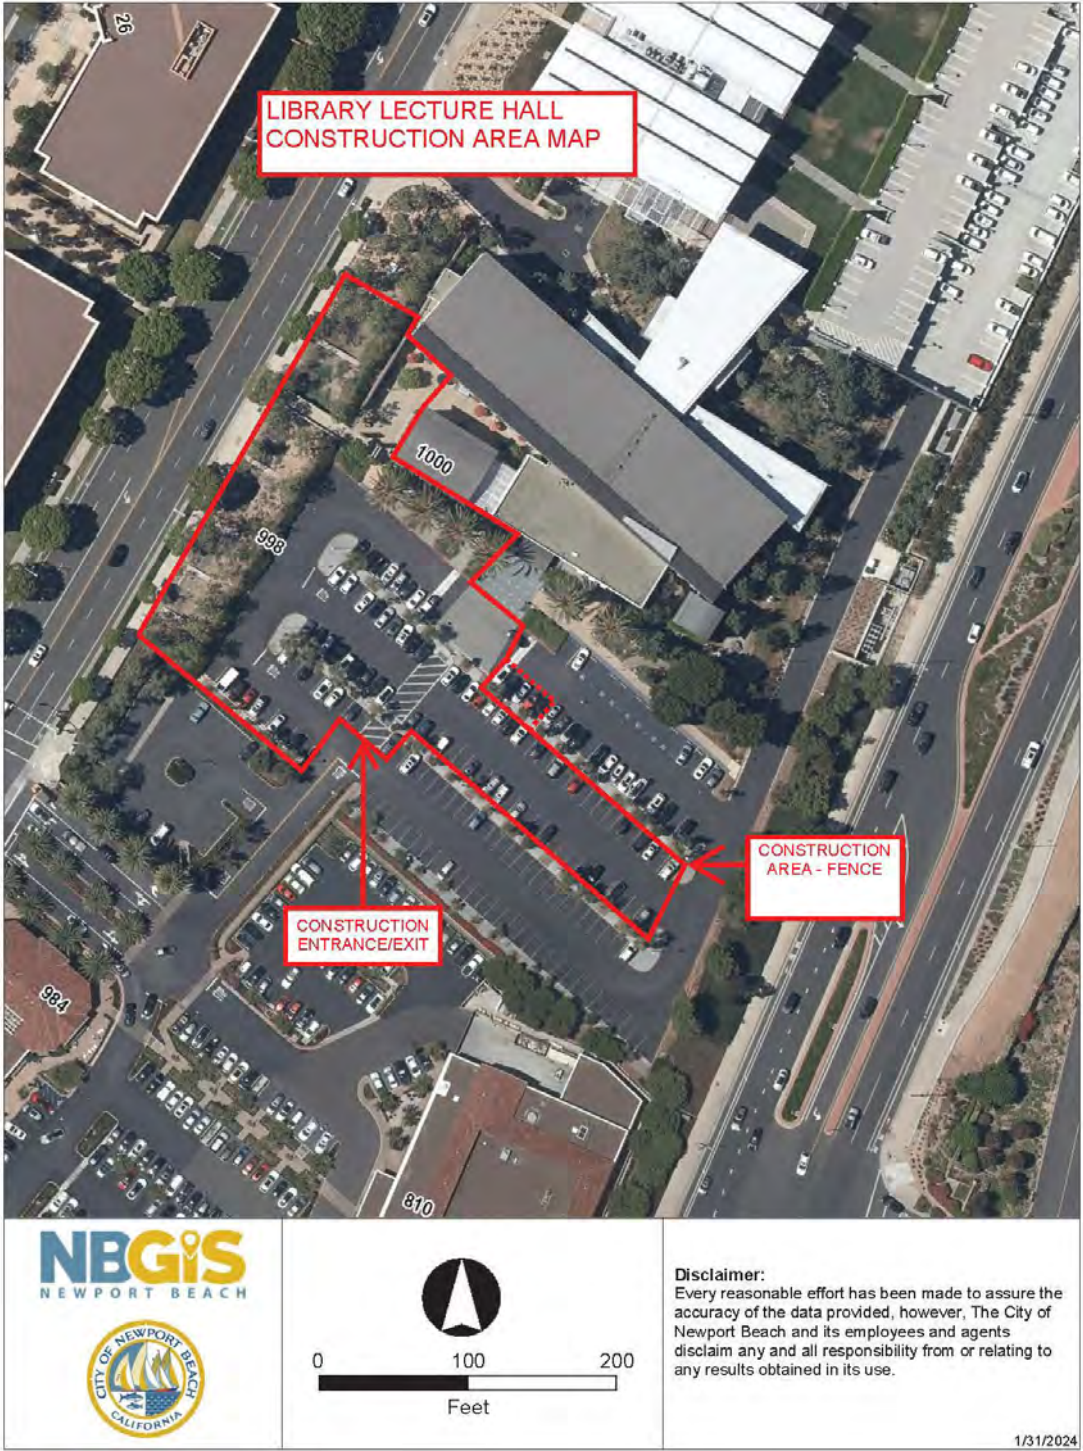 26
LIBRARY LECTURE HALL
CONSTRUCTION AREA MAP
1000
998
CONSTRUCTION
AREA - FENCE
CONSTRUCTION
ENTRANCE/EXIT
984
810
NBGIS
NEWPORT BEACH
CITY OF NEWPORT BEACH
CALIFORNIA
0 100 200
Feet
Disclaimer:
Every reasonable effort has been made to assure the
accuracy of the data provided, however, The City of
Newport Beach and its employees and agents
disclaim any and all responsibility from or relating to
any results obtained in its use.
1/31/2024